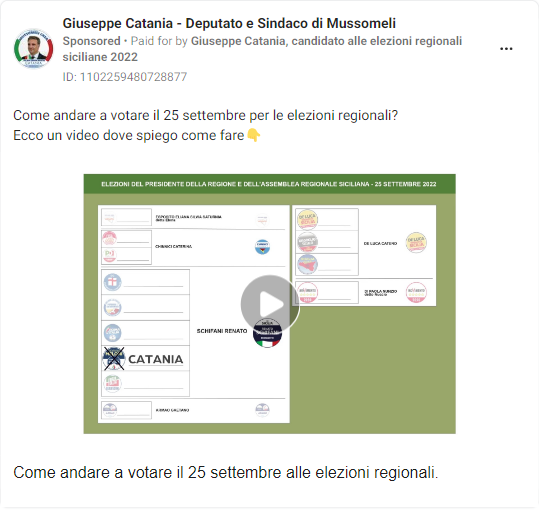 Giuseppe Catania - Deputato e Sindaco di Mussomeli
Sponsored • Paid for by Giuseppe Catania, candidato alle elezioni regionali
siciliane 2022
ID: 1102259480728877
Come andare a votare il 25 settembre per le elezioni regionali?
Ecco un video dove spiego come fare👇
ELEZIONI DEL PRESIDENTE DELLA REGIONE E DELL'ASSEMBLEA REGIONALE SICILIANA - 25 SETTEMBRE 2022
ESPOSITO ELIANA SILVIA SATURNIA
detta Eliana
CHINNICI CATERINA
SCHIFANI RENATO
CATANIA
ARMAO GAETANO
DE LUCA CATENO
DI PAOLA NUNZIO
detto Nuccio
Come andare a votare il 25 settembre alle elezioni regionali.